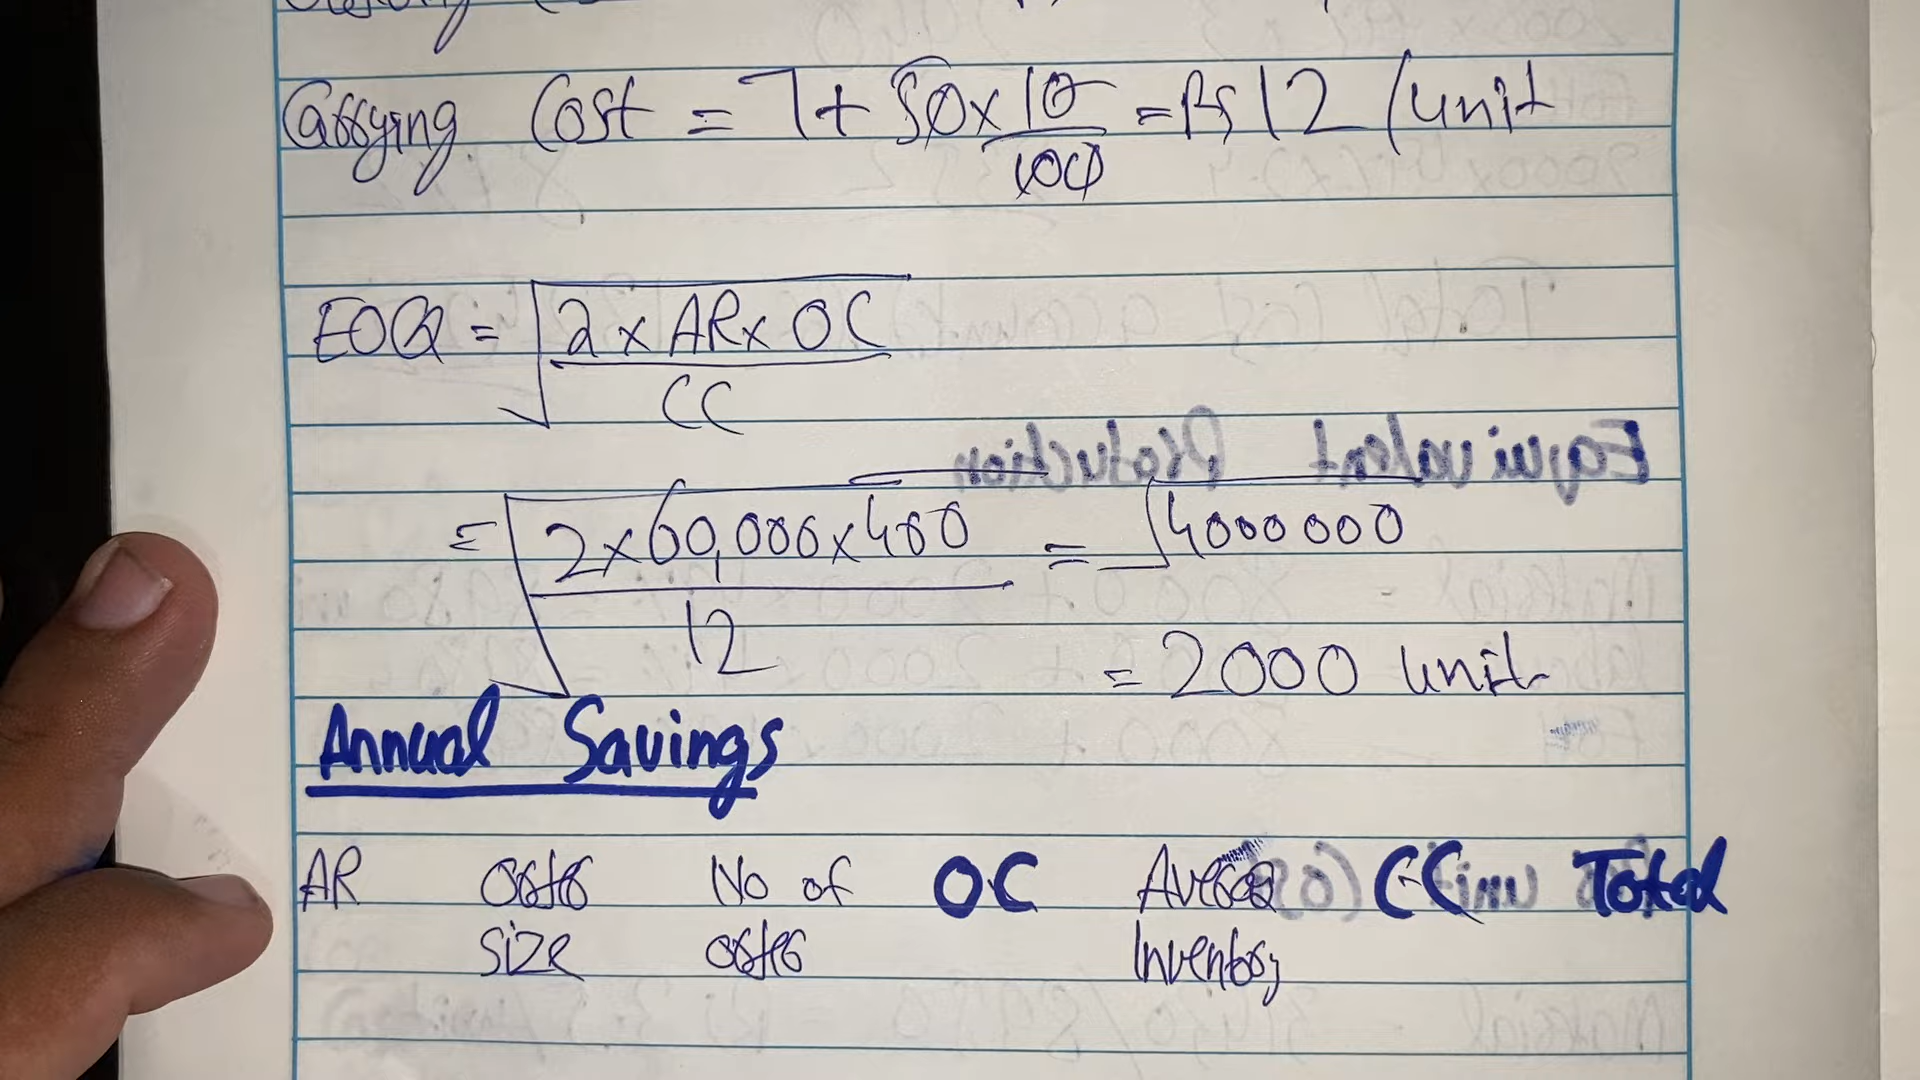 Carrying Cost = 7 + 50 x 10/100 = Rs 12 / unit
EOQ = √(2 x AR x OC / CC)
= √(2 x 60,000 x 400 / 12) = √4000000
= 2000 unit
Annual Savings
AR order size No of order OC Average Inventory CC Total